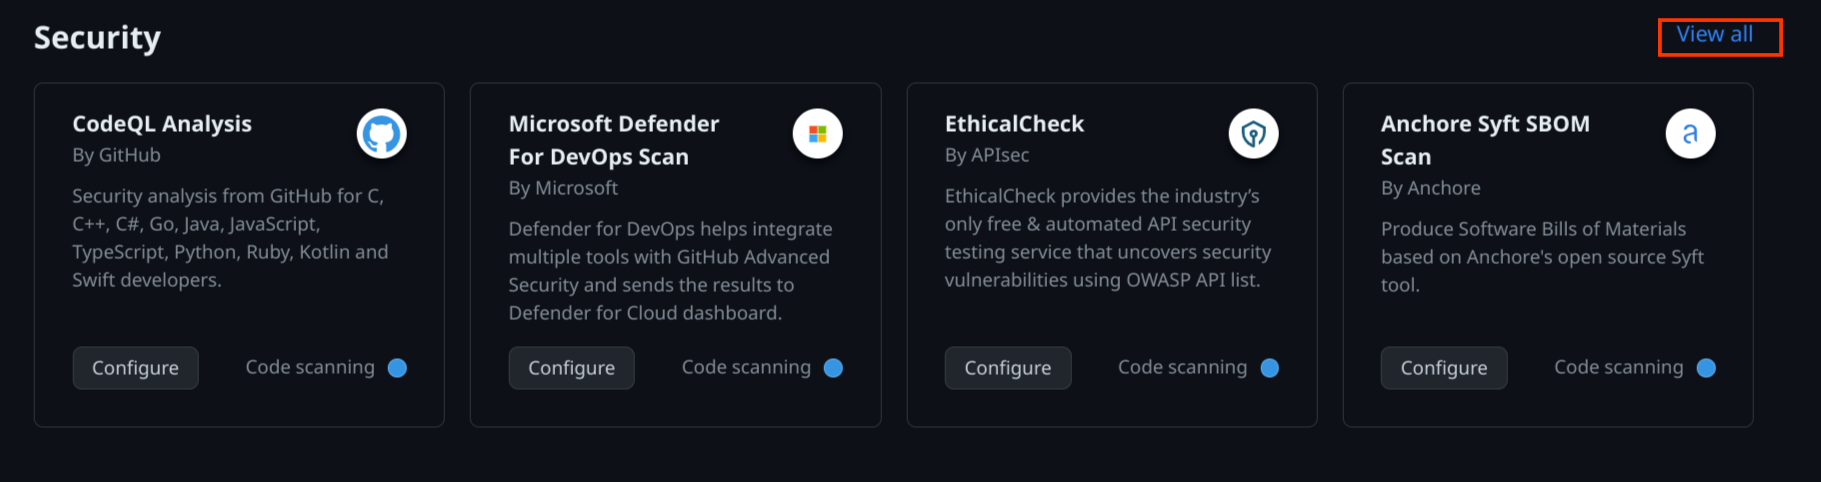 Security
View all
CodeQL Analysis
By GitHub
Security analysis from GitHub for C,
C++, C#, Go, Java, JavaScript,
TypeScript, Python, Ruby, Kotlin and
Swift developers.
Configure
Code scanning
Microsoft Defender
For DevOps Scan
By Microsoft
Defender for DevOps helps integrate
multiple tools with GitHub Advanced
Security and sends the results to
Defender for Cloud dashboard.
Configure
Code scanning
EthicalCheck
By APIsec
EthicalCheck provides the industry’s
only free & automated API security
testing service that uncovers security
vulnerabilities using OWASP API list.
Configure
Code scanning
Anchore Syft SBOM
Scan
By Anchore
Produce Software Bills of Materials
based on Anchore's open source Syft
tool.
Configure
Code scanning